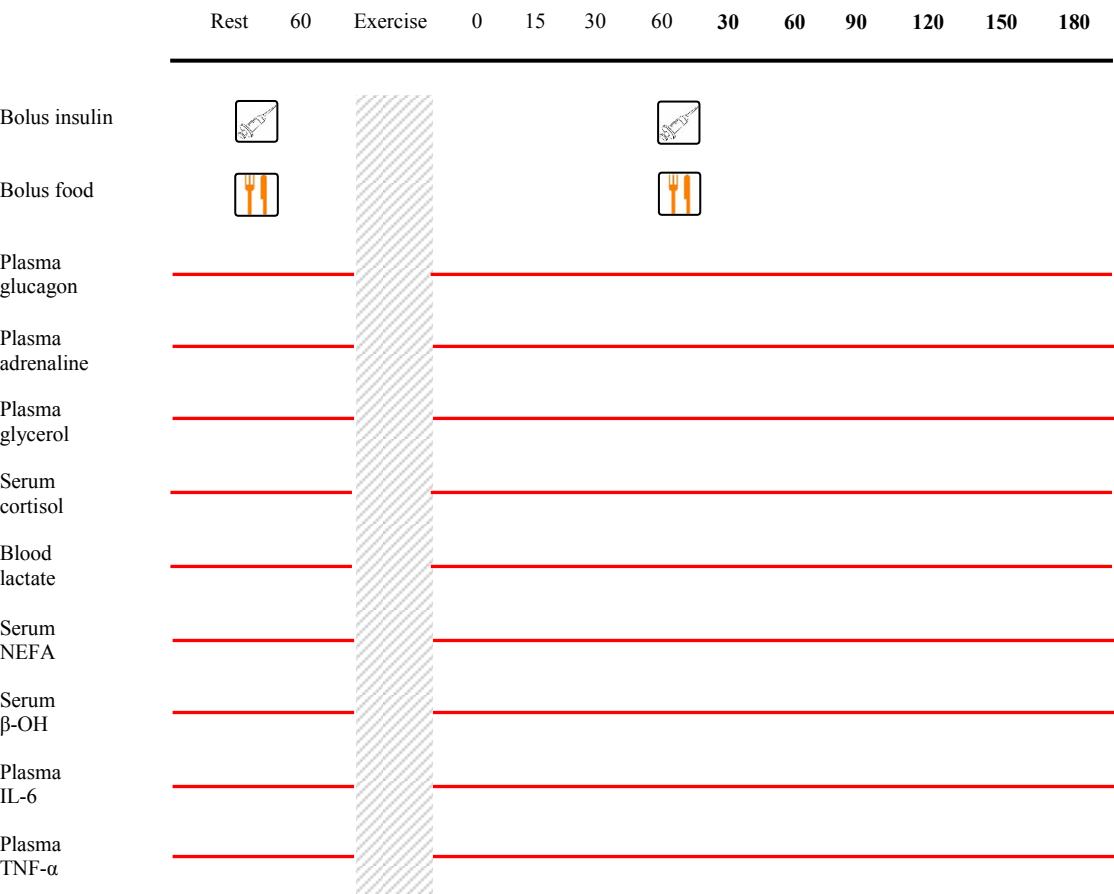 Rest 60 Exercise 0 15 30 60 30 60 90 120 150 180
Bolus insulin
Bolus food
Plasma
glucagon
Plasma
adrenaline
Plasma
glycerol
Serum
cortisol
Blood
lactate
Serum
NEFA
Serum
β-OH
Plasma
IL-6
Plasma
TNF-α